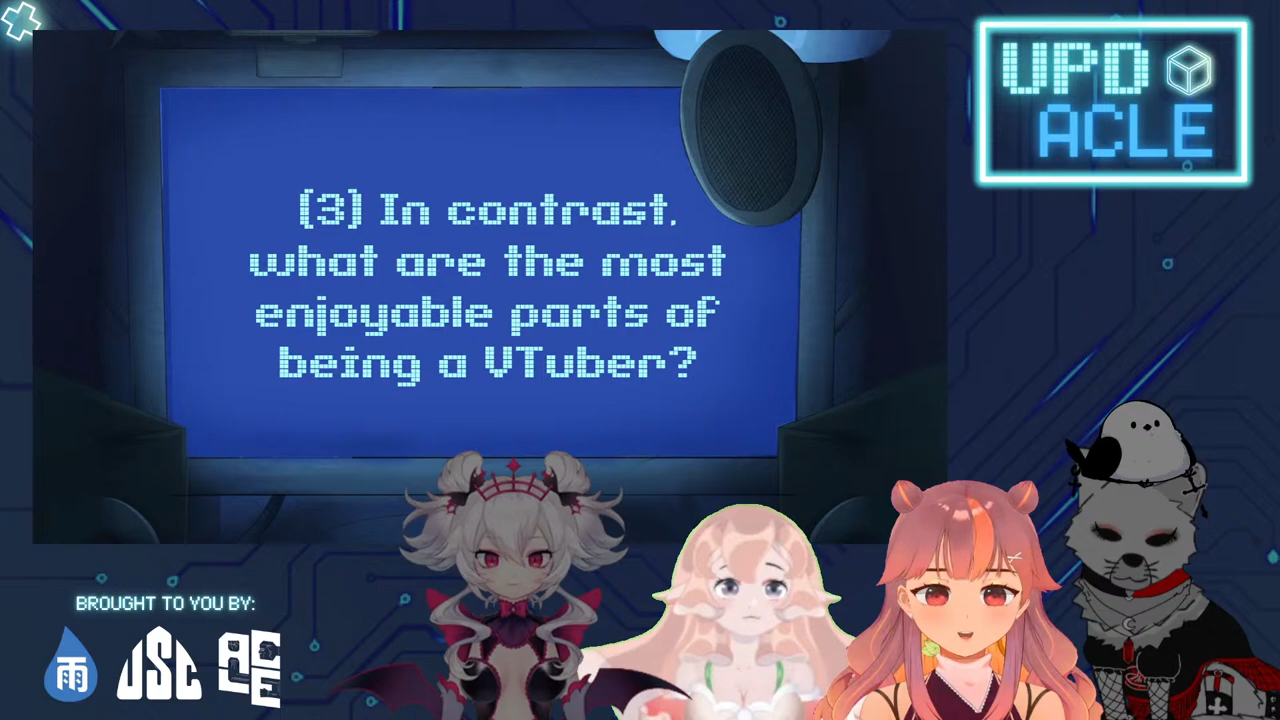 UPD
ACLE
(3) In contrast,
what are the most
enjoyable parts of
being a VTuber?
BROUGHT TO YOU BY:
雨
JSC
ACLE